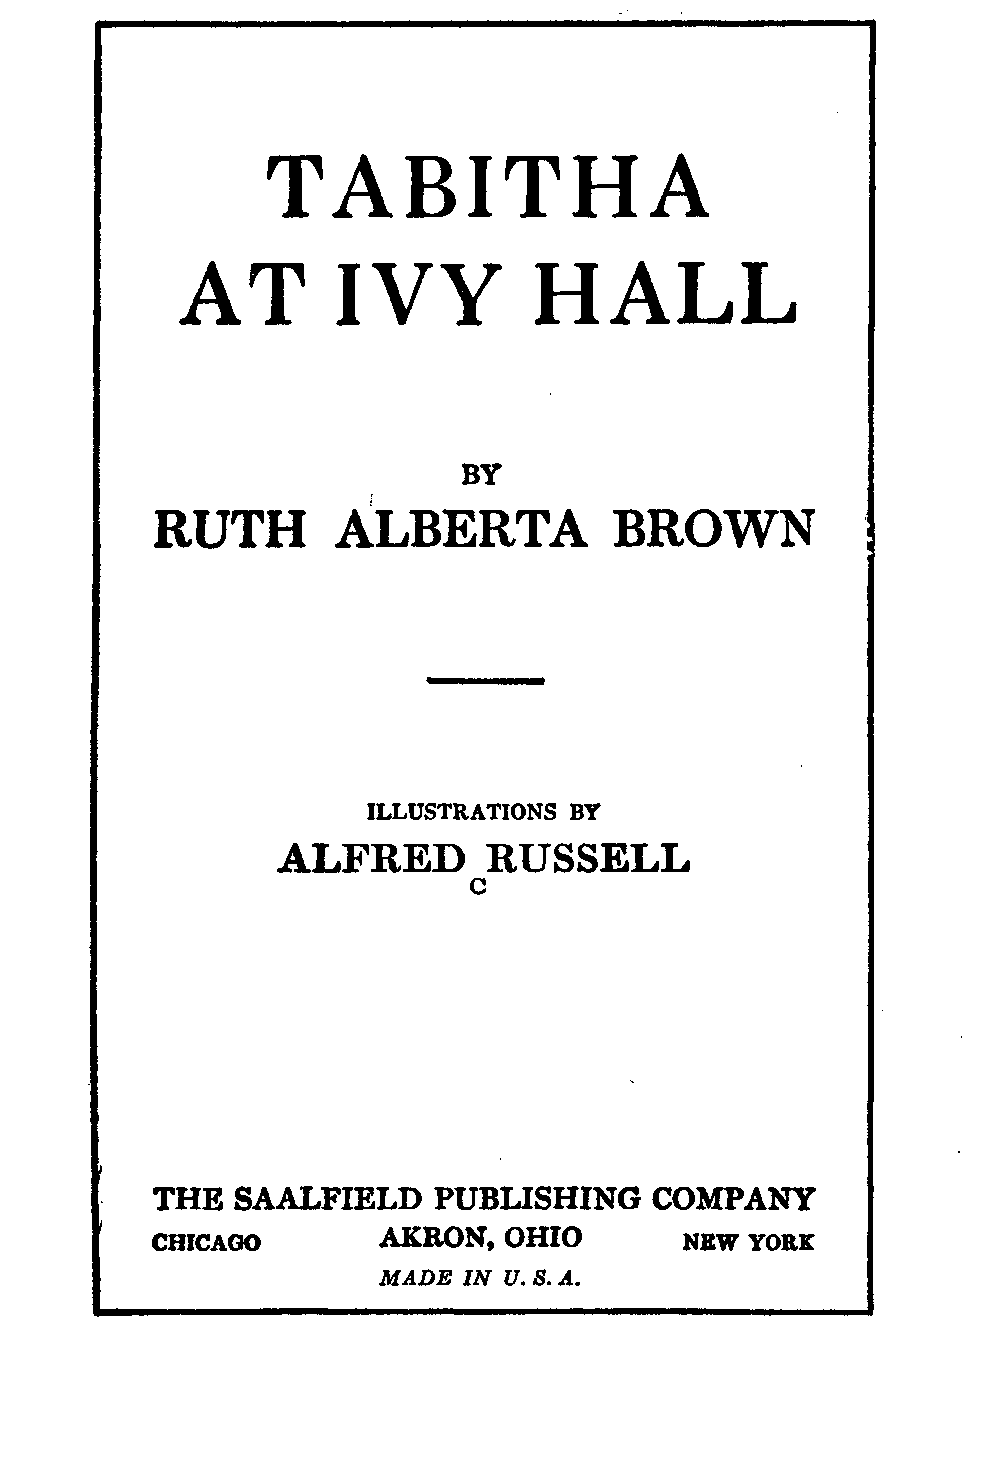 TABITHA
AT IVY HALL
BY
RUTH ALBERTA BROWN
ILLUSTRATIONS BY
ALFRED RUSSELL
C
THE SAALFIELD PUBLISHING COMPANY
CHICAGO AKRON, OHIO NEW YORK
MADE IN U. S. A.